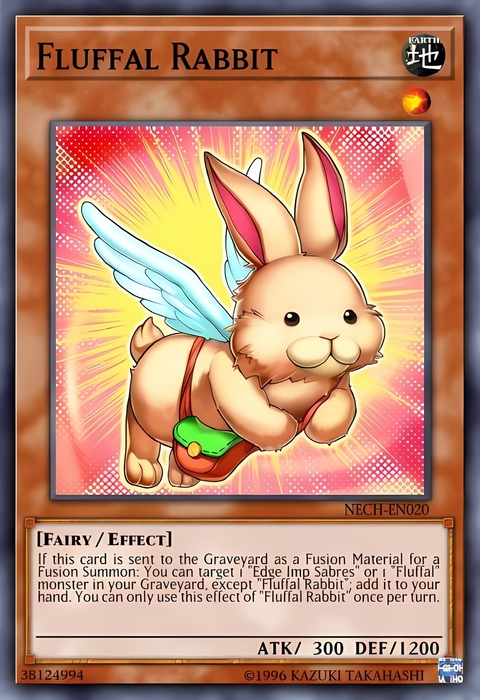 FLUFFAL RABBIT
EARTH
地
NECH-EN020
[FAIRY / EFFECT]
If this card is sent to the Graveyard as a Fusion Material for a
Fusion Summon: You can target 1 "Edge Imp Sabres" or 1 "Fluffal"
monster in your Graveyard, except "Fluffal Rabbit"; add it to your
hand. You can only use this effect of "Fluffal Rabbit" once per turn.
ATK/ 300 DEF/1200
38124994
©1996 KAZUKI TAKAHASHI